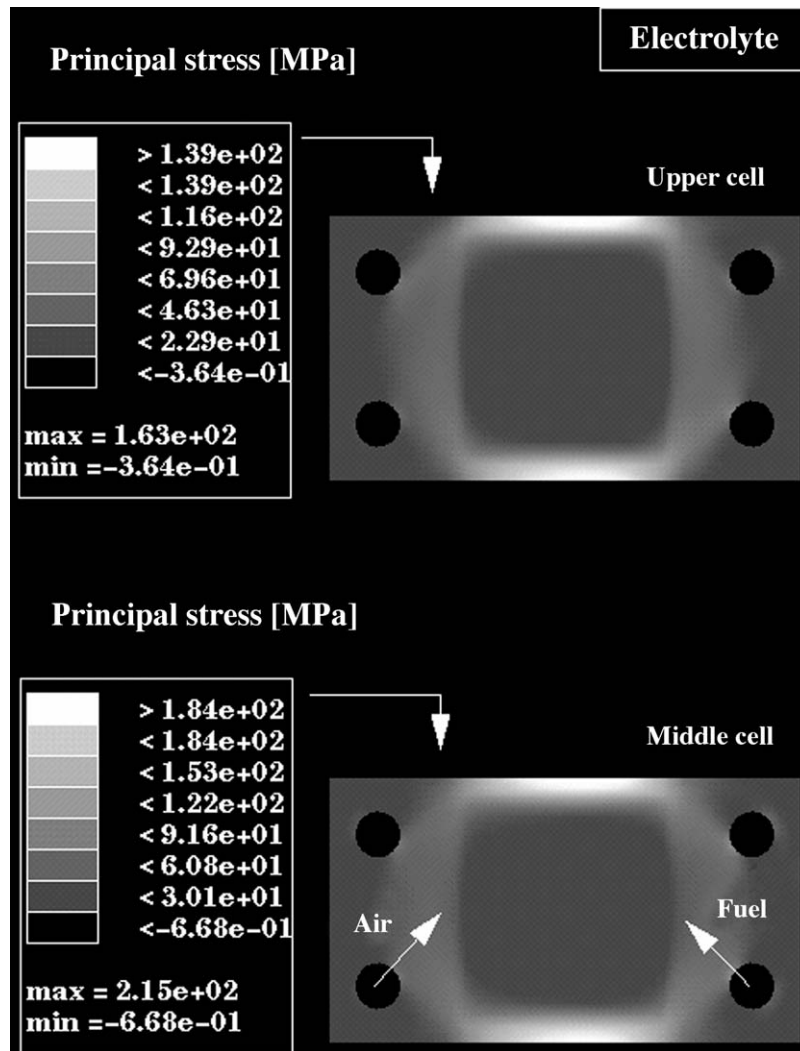 Electrolyte
Principal stress [MPa]
> 1.39e+02
< 1.39e+02
< 1.16e+02
< 9.29e+01
< 6.96e+01
< 4.63e+01
< 2.29e+01
<-3.64e-01
max = 1.63e+02
min =-3.64e-01
Upper cell
Principal stress [MPa]
> 1.84e+02
< 1.84e+02
< 1.53e+02
< 1.22e+02
< 9.16e+01
< 6.08e+01
< 3.01e+01
<-6.68e-01
max = 2.15e+02
min =-6.68e-01
Middle cell
Air
Fuel